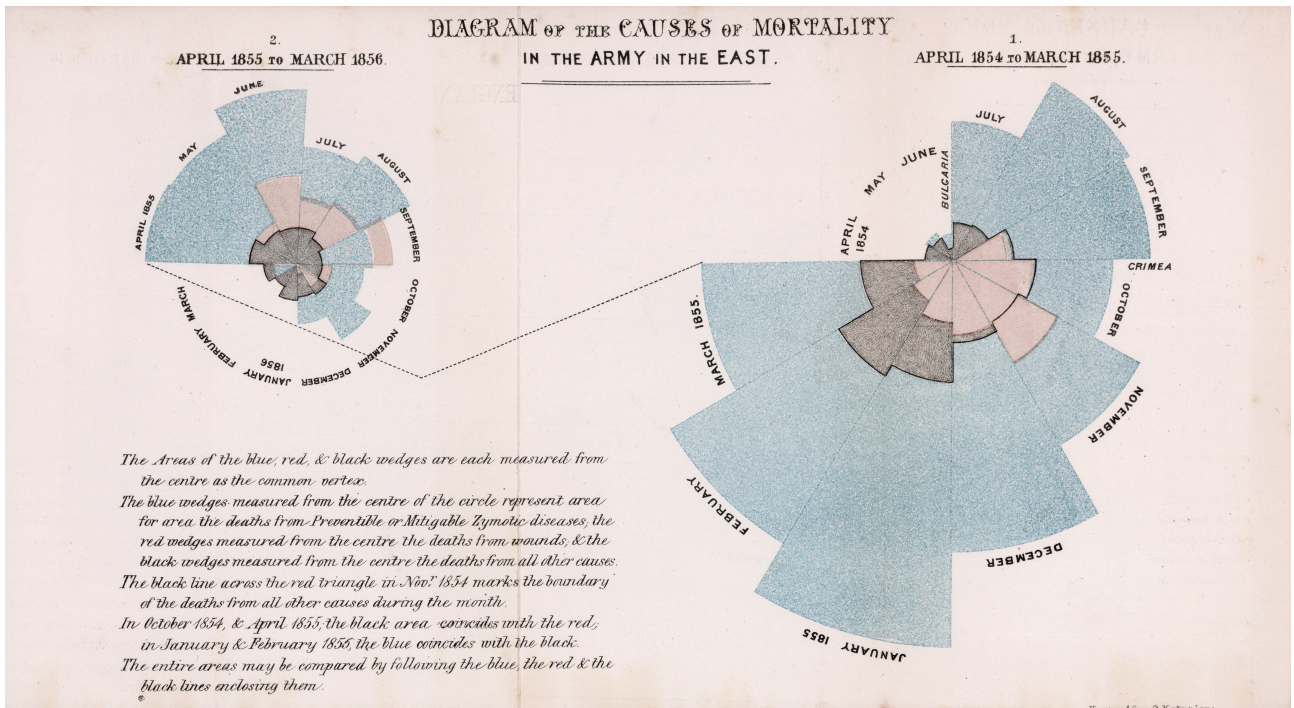 DIAGRAM OF THE CAUSES OF MORTALITY
IN THE ARMY IN THE EAST.
2.
APRIL 1855 TO MARCH 1856.
1.
APRIL 1854 TO MARCH 1855.
APRIL 1855
MAY
JUNE
JULY
AUGUST
SEPTEMBER
OCTOBER
NOVEMBER
DECEMBER
JANUARY
1856
FEBRUARY
MARCH
APRIL
1854
MAY
JUNE
BULGARIA
JULY
AUGUST
SEPTEMBER
CRIMEA
OCTOBER
NOVEMBER
DECEMBER
JANUARY 1855
FEBRUARY
MARCH 1855.
The Areas of the blue, red, & black wedges are each measured from
the centre as the common vertex.
The blue wedges measured from the centre of the circle represent area
for area the deaths from Preventible or Mitigable Zymotic diseases, the
red wedges measured from the centre the deaths from wounds, & the
black wedges measured from the centre the deaths from all other causes.
The black line across the red triangle in Novr. 1854 marks the boundary
of the deaths from all other causes during the month.
In October 1854, & April 1855, the black area coincides with the red,
in January & February 1856, the blue coincides with the black.
The entire areas may be compared by following the blue, the red & the
black lines enclosing them.